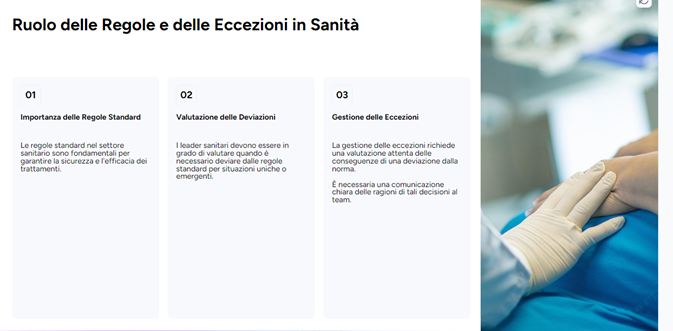 Ruolo delle Regole e delle Eccezioni in Sanità
01
Importanza delle Regole Standard
Le regole standard nel settore
sanitario sono fondamentali per
garantire la sicurezza e l'efficacia dei
trattamenti.
02
Valutazione delle Deviazioni
I leader sanitari devono essere in
grado di valutare quando è
necessario deviare dalle regole
standard per situazioni uniche o
emergenti.
03
Gestione delle Eccezioni
La gestione delle eccezioni richiede
una valutazione attenta delle
conseguenze di una deviazione dalla
norma.
È necessaria una comunicazione
chiara delle ragioni di tali decisioni al
team.